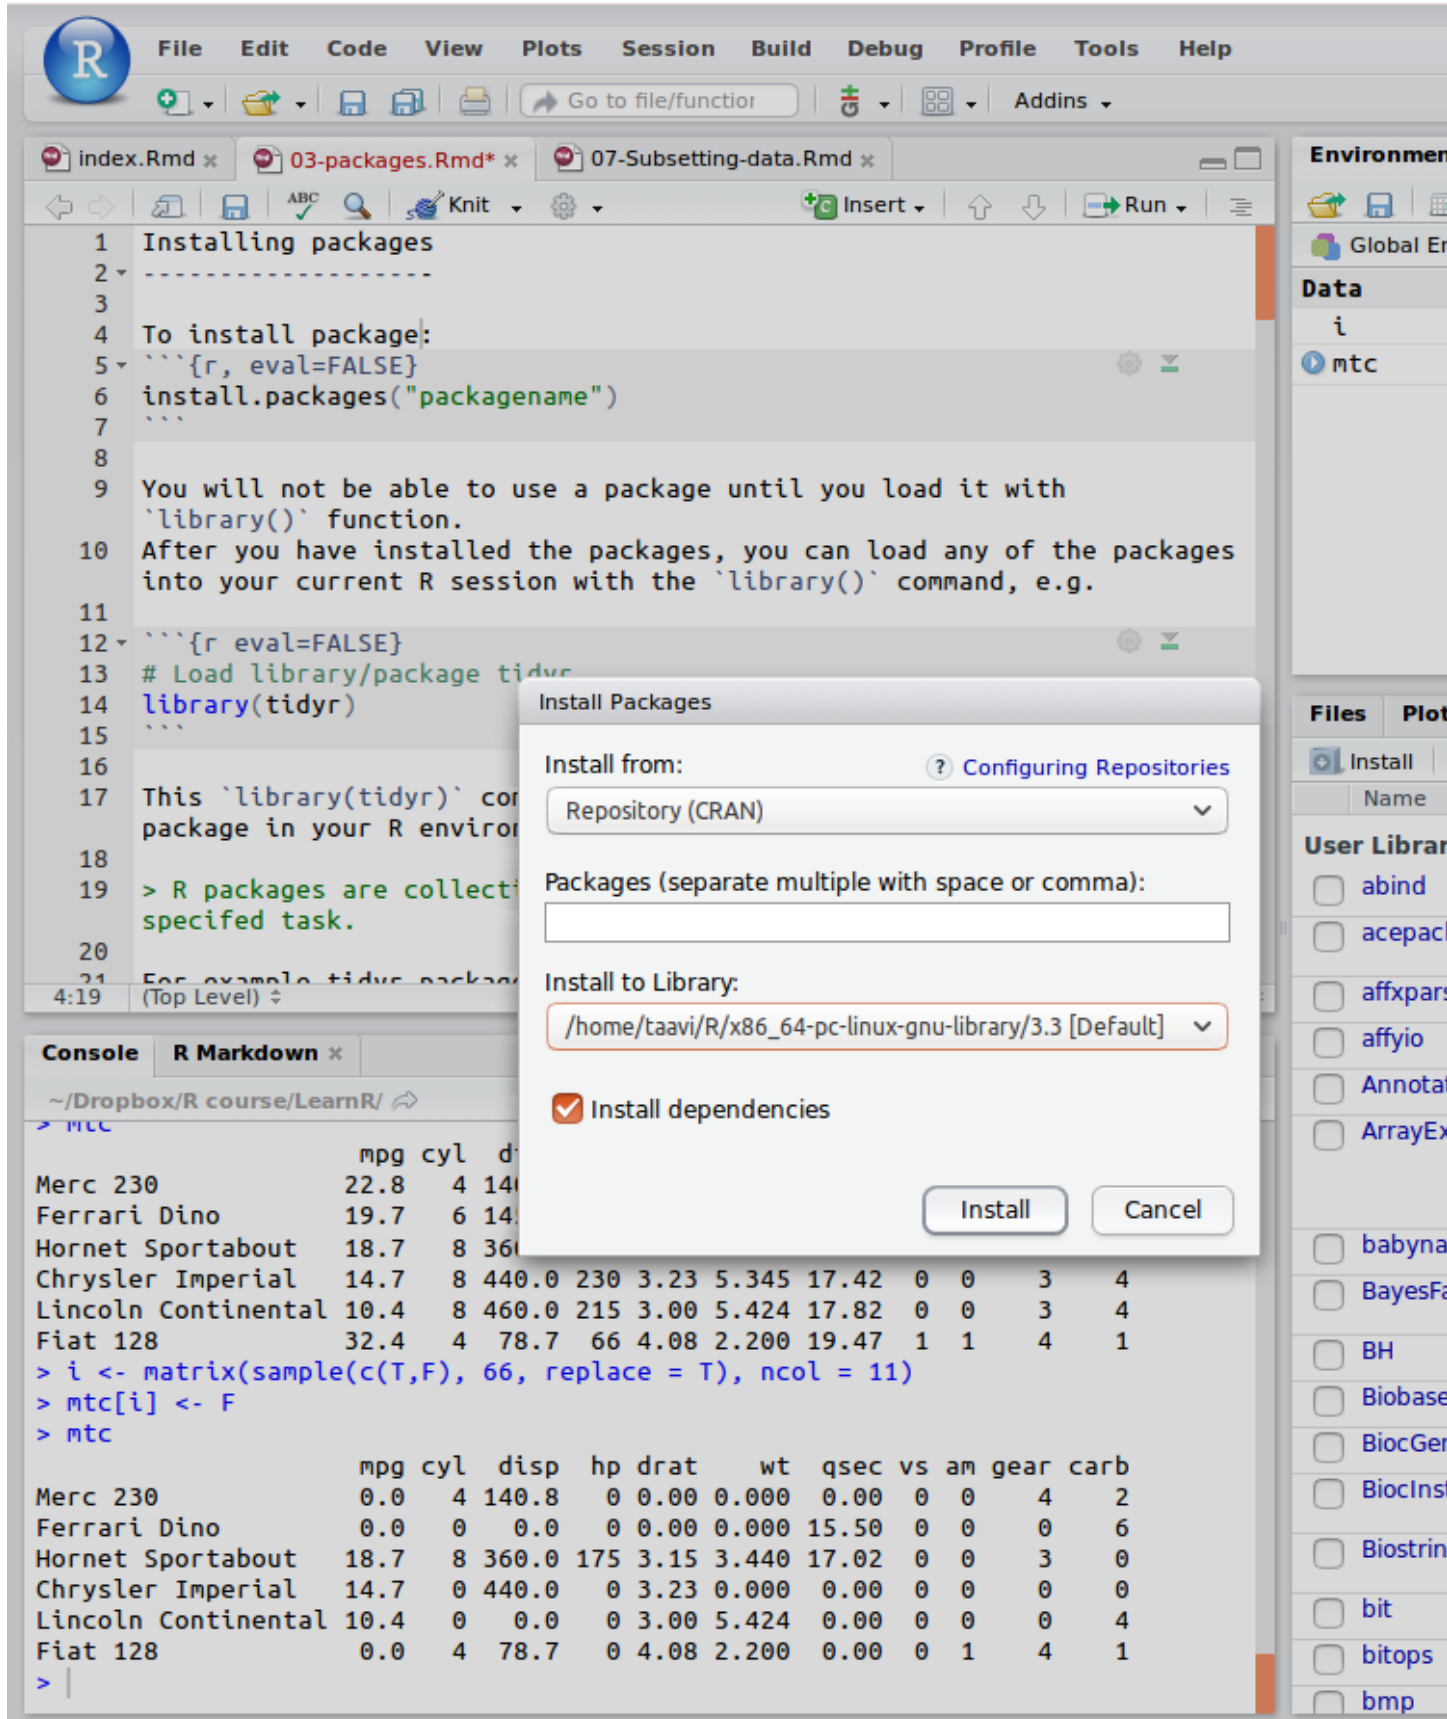 R
File Edit Code View Plots Session Build Debug Profile Tools Help
Go to file/function Addins
index.Rmd 03-packages.Rmd* 07-Subsetting-data.Rmd
ABC Knit Insert Run
1 Installing packages
2 -------------------
3
4 To install package:
5 ```{r, eval=FALSE}
6 install.packages("packagename")
7 ```
8
9 You will not be able to use a package until you load it with
`library()` function.
10 After you have installed the packages, you can load any of the packages
into your current R session with the `library()` command, e.g.
11
12 ```{r eval=FALSE}
13 # Load library/package tidyr
14 library(tidyr)
15 ```
16
17 This `library(tidyr)`
package in your R
18
19 > R packages are
specifed task.
20
21 For example tidyr
4:19 (Top Level)
Install Packages
Install from: ? Configuring Repositories
Repository (CRAN)
Packages (separate multiple with space or comma):
Install to Library:
/home/taavi/R/x86_64-pc-linux-gnu-library/3.3 [Default]
Install dependencies
Install Cancel
Console R Markdown
~/Dropbox/R course/LearnR/
> mtc
mpg cyl
Merc 230 22.8 4
Ferrari Dino 19.7 6
Hornet Sportabout 18.7 8
Chrysler Imperial 14.7 8 440.0 230 3.23 5.345 17.42 0 0 3 4
Lincoln Continental 10.4 8 460.0 215 3.00 5.424 17.82 0 0 3 4
Fiat 128 32.4 4 78.7 66 4.08 2.200 19.47 1 1 4 1
> i <- matrix(sample(c(T,F), 66, replace = T), ncol = 11)
> mtc[i] <- F
> mtc
mpg cyl disp hp drat wt qsec vs am gear carb
Merc 230 0.0 4 140.8 0 0.00 0.000 0.00 0 0 4 2
Ferrari Dino 0.0 0 0.0 0 0.00 0.000 15.50 0 0 0 6
Hornet Sportabout 18.7 8 360.0 175 3.15 3.440 17.02 0 0 3 0
Chrysler Imperial 14.7 0 440.0 0 3.23 0.000 0.00 0 0 0 0
Lincoln Continental 10.4 0 0.0 0 3.00 5.424 0.00 0 0 0 4
Fiat 128 0.0 4 78.7 0 4.08 2.200 0.00 0 1 4 1
>
Global
Data
i
mtc
Files
Install
Name
User
abind
affyio
BH
bit
bitops
bmp